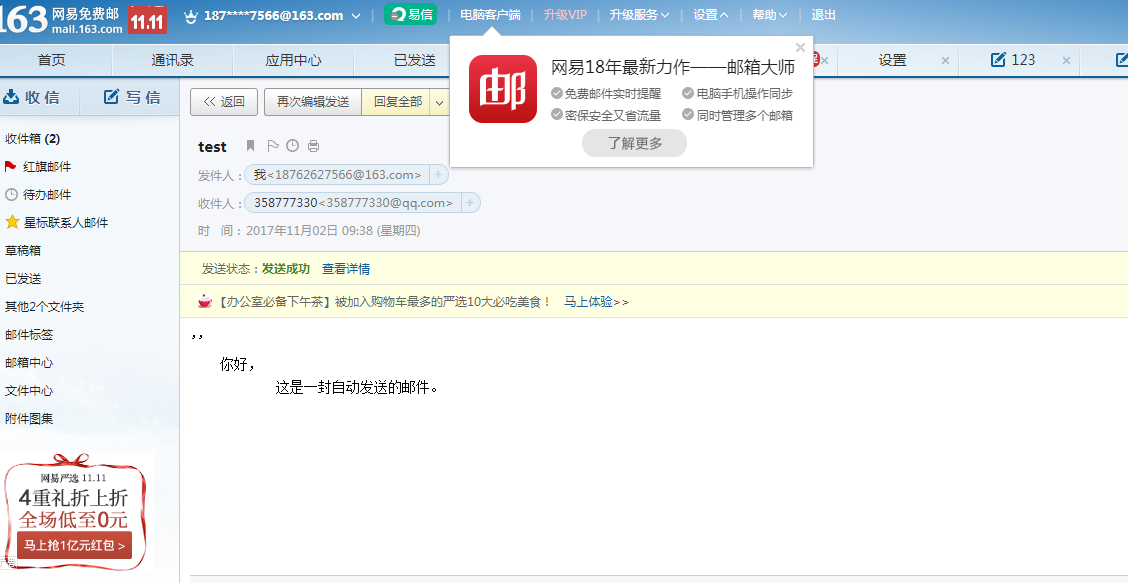 163 网易免费邮 mail.163.com 11.11 187****7566@163.com 易信 电脑客户端 升级VIP 升级服务 设置 帮助 退出
首页 通讯录 应用中心 已发送 设置 × 123 ×
网易18年最新力作——邮箱大师
免费邮件实时提醒 电脑手机操作同步
密保安全又省流量 同时管理多个邮箱
了解更多
收 信 写 信
<< 返回 再次编辑发送 回复全部
收件箱 (2)
红旗邮件
待办邮件
星标联系人邮件
草稿箱
已发送
其他2个文件夹
邮件标签
邮箱中心
文件中心
附件图集
test
发件人：我<18762627566@163.com> +
收件人：358777330<358777330@qq.com> +
时 间：2017年11月02日 09:38 (星期四)
发送状态：发送成功 查看详情
【办公室必备下午茶】被加入购物车最多的严选10大必吃美食！ 马上体验>>
,,
你好，
这是一封自动发送的邮件。
网易严选 11.11
4重礼折上折
全场低至0元
马上抢1亿元红包 >
广告